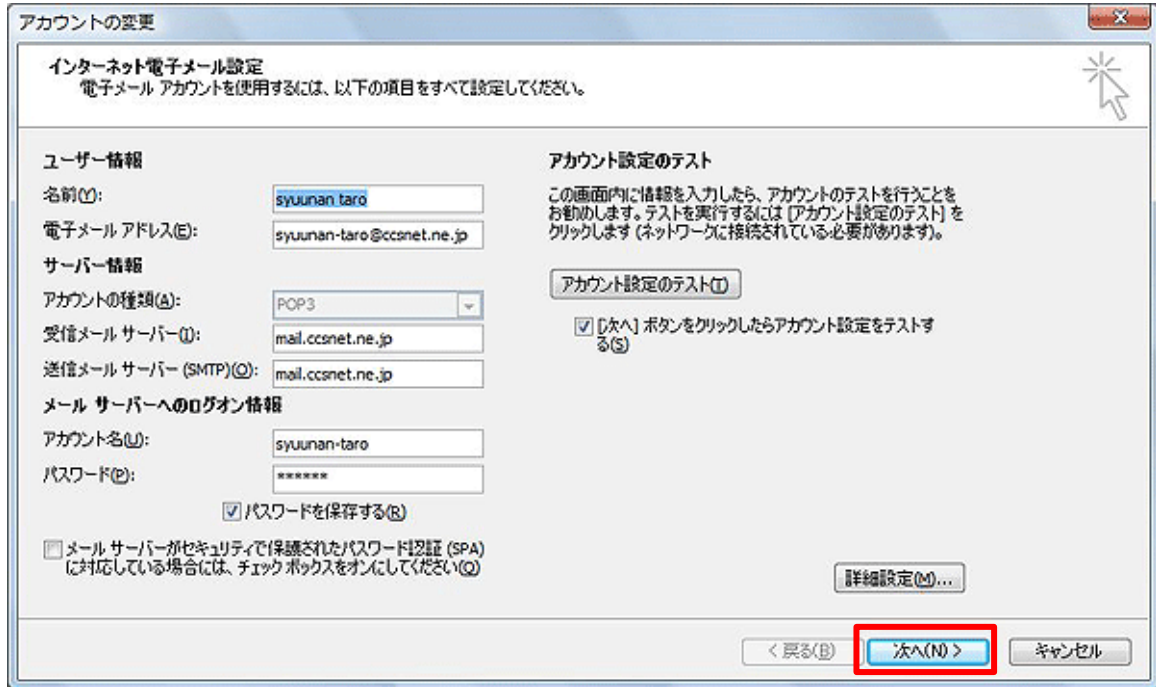 アカウントの変更
インターネット電子メール設定
電子メール アカウントを使用するには、以下の項目をすべて設定してください。
ユーザー情報
名前(Y):
syuunan taro
電子メール アドレス(E):
syuunan-taro@ccsnet.ne.jp
サーバー情報
アカウントの種類(A):
POP3
受信メール サーバー(I):
mail.ccsnet.ne.jp
送信メール サーバー (SMTP)(O):
mail.ccsnet.ne.jp
メール サーバーへのログオン情報
アカウント名(U):
syuunan-taro
パスワード(P):
******
パスワードを保存する(R)
メール サーバーがセキュリティで保護されたパスワード認証 (SPA)
に対応している場合には、チェック ボックスをオンにしてください(Q)
アカウント設定のテスト
この画面内に情報を入力したら、アカウントのテストを行うことを
お勧めします。テストを実行するには [アカウント設定のテスト] を
クリックします (ネットワークに接続されている必要があります)。
アカウント設定のテスト(T)
[次へ] ボタンをクリックしたらアカウント設定をテストす
る(S)
詳細設定(M)...
< 戻る(B)
次へ(N) >
キャンセル